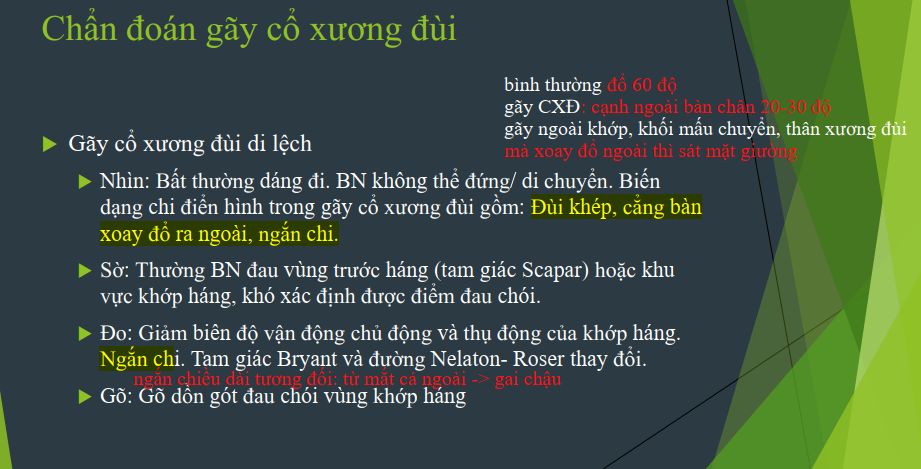 Chẩn đoán gãy cổ xương đùi
bình thường đổ 60 độ
gãy CXĐ: cạnh ngoài bàn chân 20-30 độ
gãy ngoài khớp, khối mấu chuyển, thân xương đùi
mà xoay đổ ngoài thì sát mặt giường
Gãy cổ xương đùi di lệch
Nhìn: Bất thường dáng đi. BN không thể đứng/ di chuyển. Biến
dạng chi điển hình trong gãy cổ xương đùi gồm: Đùi khép, cẳng bàn
xoay đổ ra ngoài, ngắn chi.
Sờ: Thường BN đau vùng trước háng (tam giác Scapar) hoặc khu
vực khớp háng, khó xác định được điểm đau chói.
Đo: Giảm biên độ vận động chủ động và thụ động của khớp háng.
Ngắn chi. Tam giác Bryant và đường Nelaton- Roser thay đổi.
ngắn chiều dài tương đối: từ mắt cá ngoài -> gai chậu
Gõ: Gõ dồn gót đau chói vùng khớp háng